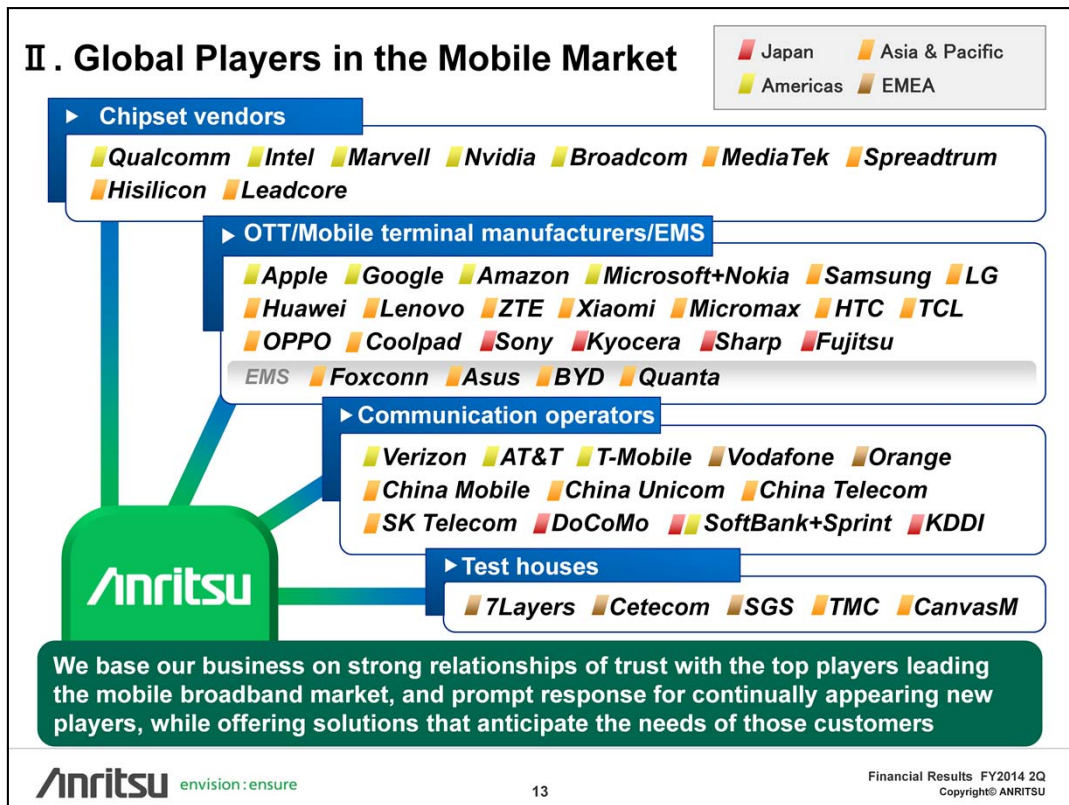 Ⅱ. Global Players in the Mobile Market
Japan Asia & Pacific
Americas EMEA
Chipset vendors
Qualcomm Intel Marvell Nvidia Broadcom MediaTek Spreadtrum
Hisilicon Leadcore
OTT/Mobile terminal manufacturers/EMS
Apple Google Amazon Microsoft+Nokia Samsung LG
Huawei Lenovo ZTE Xiaomi Micromax HTC TCL
OPPO Coolpad Sony Kyocera Sharp Fujitsu
EMS Foxconn Asus BYD Quanta
Communication operators
Verizon AT&T T-Mobile Vodafone Orange
China Mobile China Unicom China Telecom
SK Telecom DoCoMo SoftBank+Sprint KDDI
Test houses
7Layers Cetecom SGS TMC CanvasM
Anritsu
We base our business on strong relationships of trust with the top players leading
the mobile broadband market, and prompt response for continually appearing new
players, while offering solutions that anticipate the needs of those customers
Anritsu envision : ensure
13
Financial Results FY2014 2Q
Copyright© ANRITSU